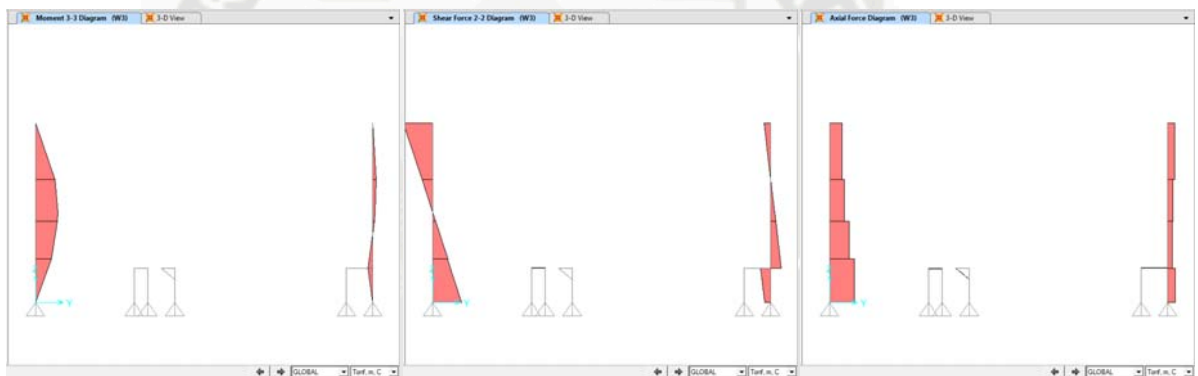 Moment 3-3 Diagram (W3)
3-D View
Y
GLOBAL
Tonf, m, C
Shear Force 2-2 Diagram (W3)
3-D View
Y
GLOBAL
Tonf, m, C
Axial Force Diagram (W3)
3-D View
Y
GLOBAL
Tonf, m, C